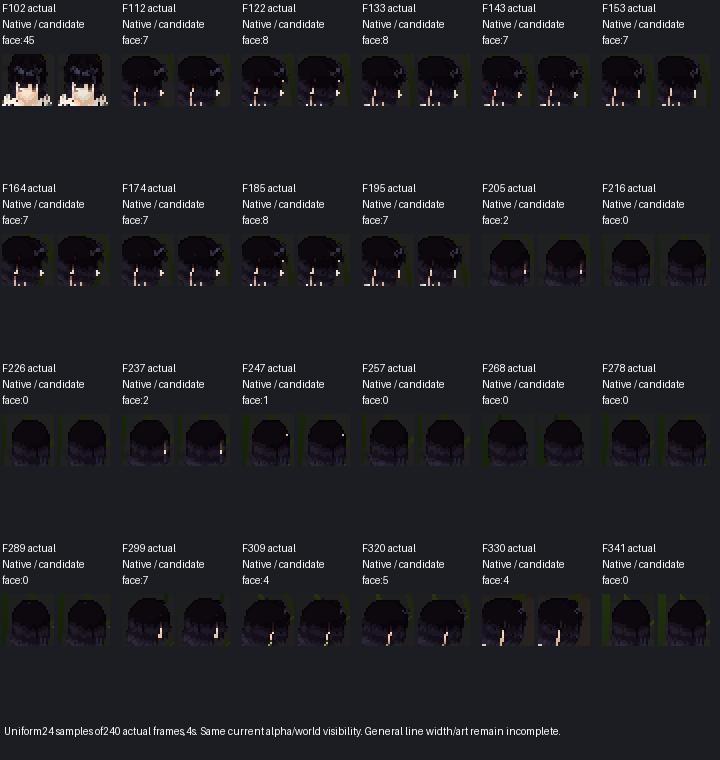 F102 actual
Native / candidate
face:45
F112 actual
Native / candidate
face:7
F122 actual
Native / candidate
face:8
F133 actual
Native / candidate
face:8
F143 actual
Native / candidate
face:7
F153 actual
Native / candidate
face:7
F164 actual
Native / candidate
face:7
F174 actual
Native / candidate
face:7
F185 actual
Native / candidate
face:8
F195 actual
Native / candidate
face:7
F205 actual
Native / candidate
face:2
F216 actual
Native / candidate
face:0
F226 actual
Native / candidate
face:0
F237 actual
Native / candidate
face:2
F247 actual
Native / candidate
face:1
F257 actual
Native / candidate
face:0
F268 actual
Native / candidate
face:0
F278 actual
Native / candidate
face:0
F289 actual
Native / candidate
face:0
F299 actual
Native / candidate
face:7
F309 actual
Native / candidate
face:4
F320 actual
Native / candidate
face:5
F330 actual
Native / candidate
face:4
F341 actual
Native / candidate
face:0
Uniform 24 samples of 240 actual frames, 4s. Same current alpha/world visibility. General line width/art remain incomplete.